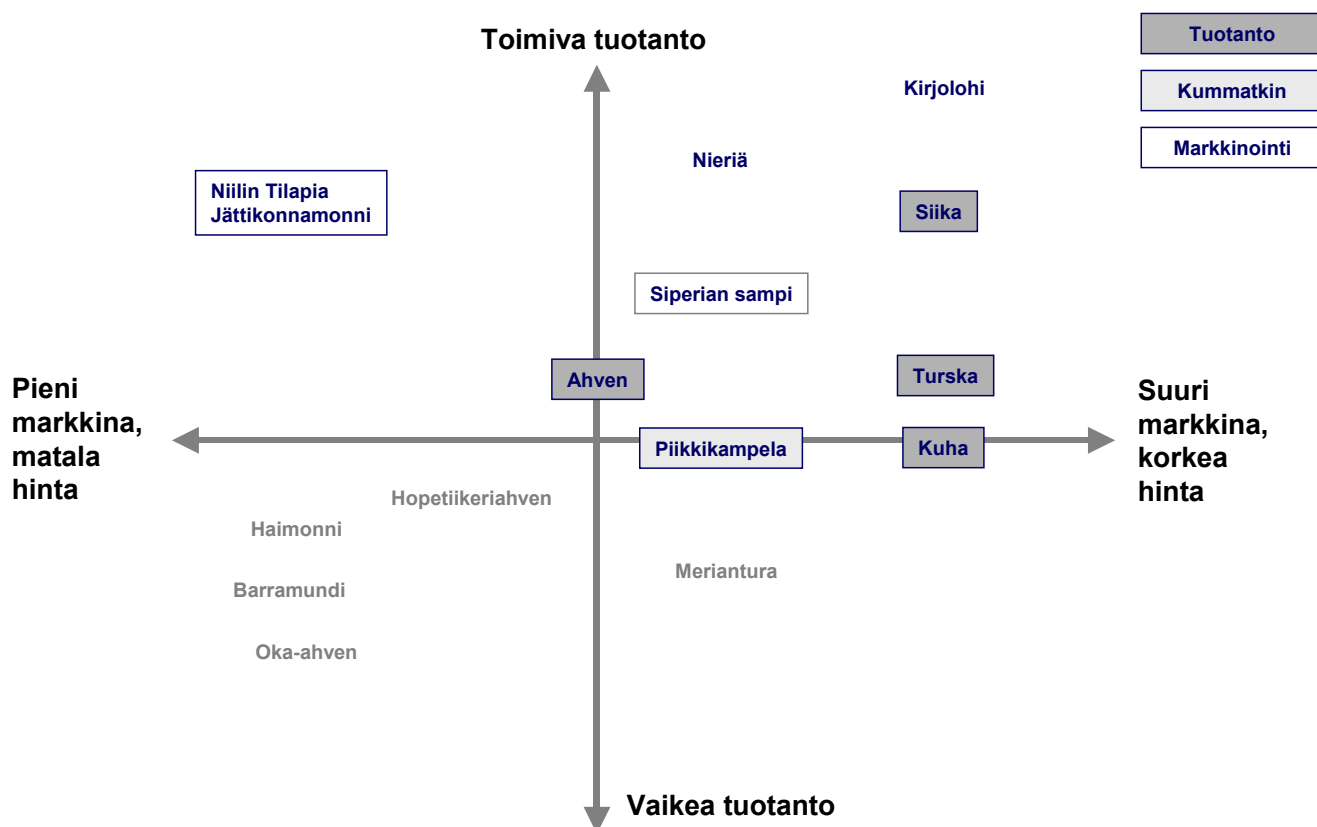 Toimiva tuotanto
Tuotanto
Kummatkin
Markkinointi
Kirjolohi
Nieriä
Niilin Tilapia
Jättikonnamonni
Siika
Siperian sampi
Ahven
Turska
Pieni
markkina,
matala
hinta
Suuri
markkina,
korkea
hinta
Piikkikampela
Kuha
Hopetiikeriahven
Haimonni
Meriantura
Barramundi
Oka-ahven
Vaikea tuotanto